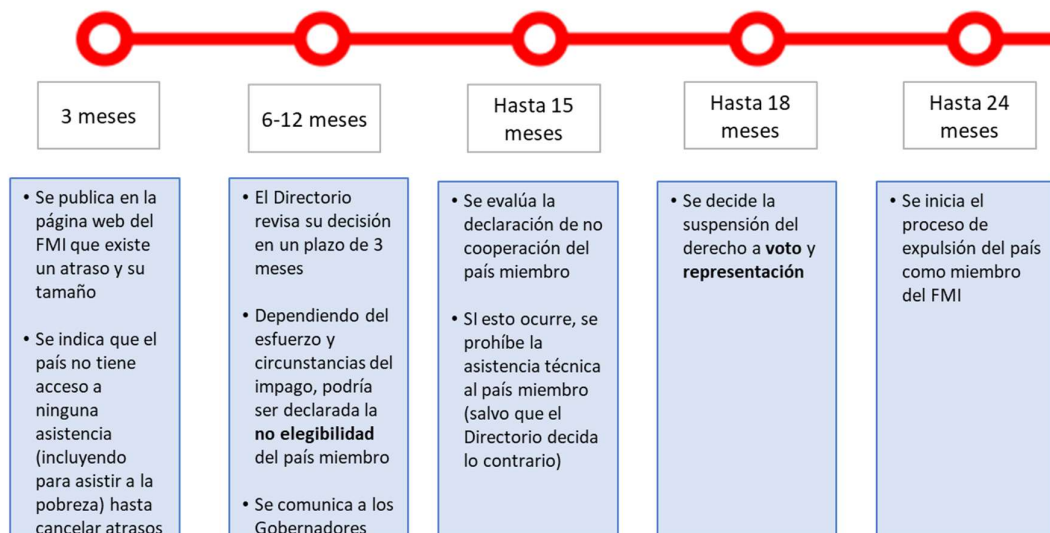 3 meses
• Se publica en la
página web del
FMI que existe
un atraso y su
tamaño
• Se indica que el
país no tiene
acceso a
ninguna
asistencia
(incluyendo
para asistir a la
pobreza) hasta
cancelar atrasos
6-12 meses
• El Directorio
revisa su decisión
en un plazo de 3
meses
• Dependiendo del
esfuerzo y
circunstancias del
impago, podría
ser declarada la
no elegibilidad
del país miembro
• Se comunica a los
Gobernadores
Hasta 15
meses
• Se evalúa la
declaración de no
cooperación del
país miembro
• SI esto ocurre, se
prohíbe la
asistencia técnica
al país miembro
(salvo que el
Directorio decida
lo contrario)
Hasta 18
meses
• Se decide la
suspensión del
derecho a voto y
representación
Hasta 24
meses
• Se inicia el
proceso de
expulsión del país
como miembro
del FMI